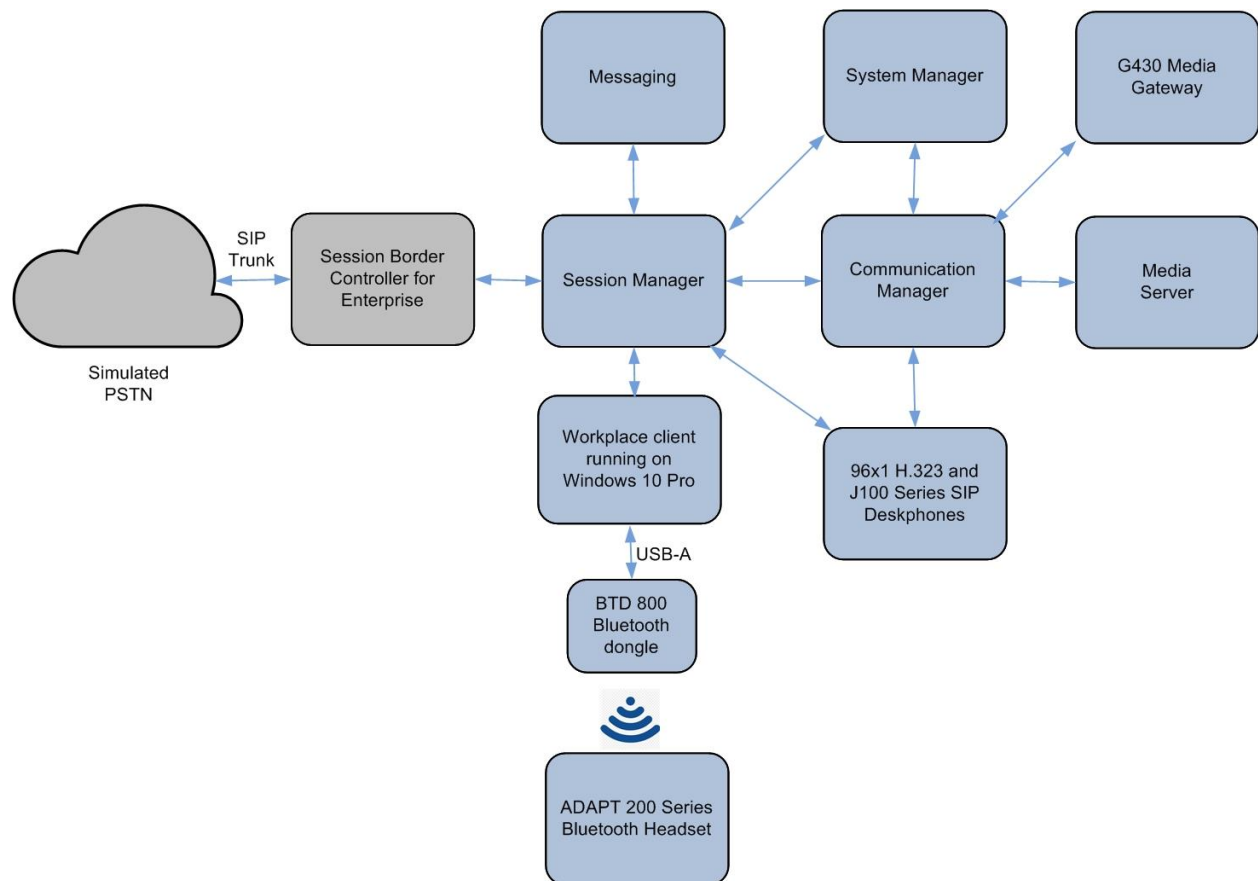 Messaging
System Manager
G430 Media
Gateway
SIP
Trunk
Session Border
Controller for
Enterprise
Session Manager
Communication
Manager
Media
Server
Simulated
PSTN
Workplace client
running on
Windows 10 Pro
96x1 H.323 and
J100 Series SIP
Deskphones
USB-A
BTD 800
Bluetooth
dongle
ADAPT 200 Series
Bluetooth Headset